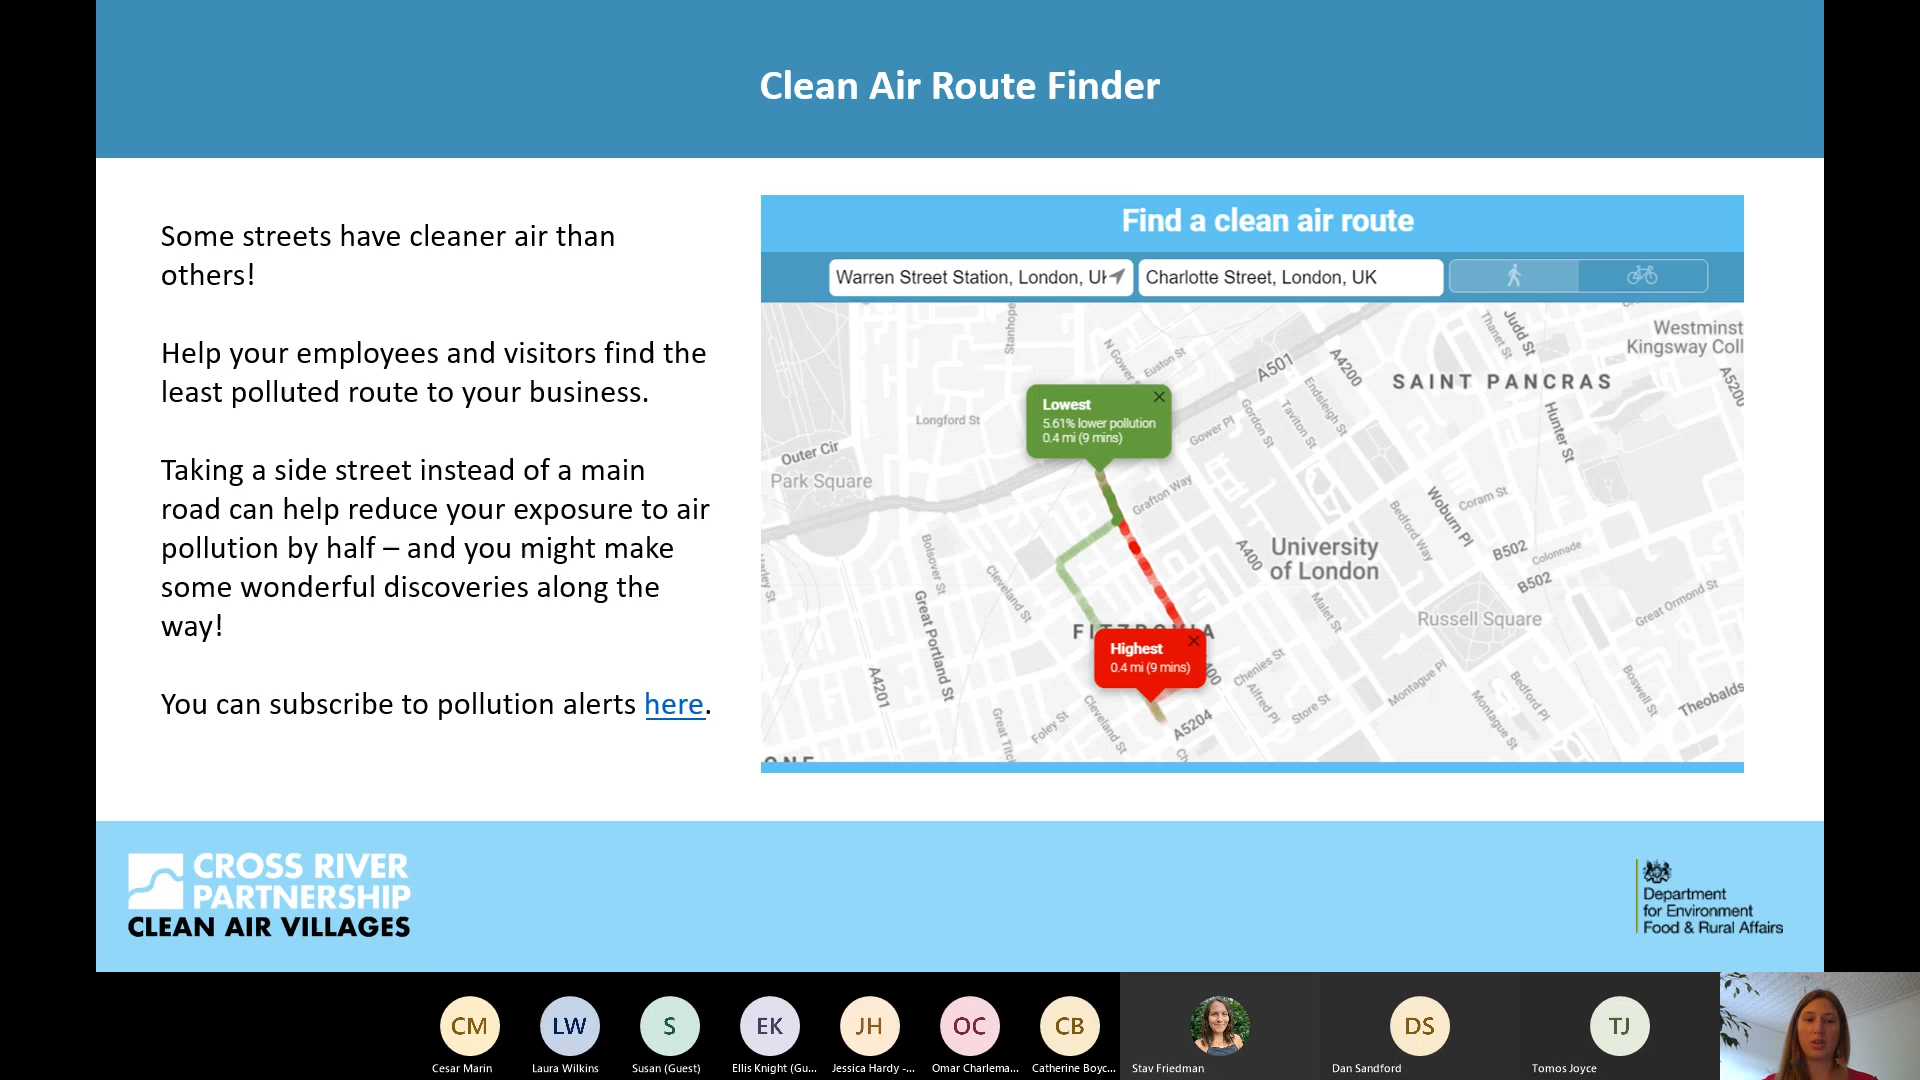 Clean Air Route Finder
Some streets have cleaner air than
others!
Help your employees and visitors find the
least polluted route to your business.
Taking a side street instead of a main
road can help reduce your exposure to air
pollution by half – and you might make
some wonderful discoveries along the
way!
You can subscribe to pollution alerts here.
Find a clean air route
Warren Street Station, London, UK
Charlotte Street, London, UK
Stanhope
N Gower
Euston St
A501
A4200
Thanet St
Judd St
Westminst
Kingsway Coll
SAINT PANCRAS
A5200
Lowest
5.61% lower pollution
0.4 mi (9 mins)
Longford St
Outer Cir
Park Square
Gower Pl
Gordon St
Taviton St
Endsleigh St
Hunter St
Grafton Way
Woburn Pl
Coram St
Bedford Way
B502
Colonnade
B502
A400
University
of London
Harley St
Bolsover St
Cleveland St
Great Portland St
Malet St
Russell Square
Great Ormond St
FITZROVIA
Highest
0.4 mi (9 mins)
A4201
Chenies St
Alfred Pl
Store St
Montague Pl
Bedford Pl
Montague St
Boswell St
Theobalds
Great Titc
Foley St
Cleveland St
A5204
CROSS RIVER
PARTNERSHIP
CLEAN AIR VILLAGES
Department
for Environment
Food & Rural Affairs
CM
LW
S
EK
JH
OC
CB
DS
TJ
Cesar Marin
Laura Wilkins
Susan (Guest)
Ellis Knight (Gu...
Jessica Hardy -...
Omar Charlema...
Catherine Boyc...
Stav Friedman
Dan Sandford
Tomos Joyce